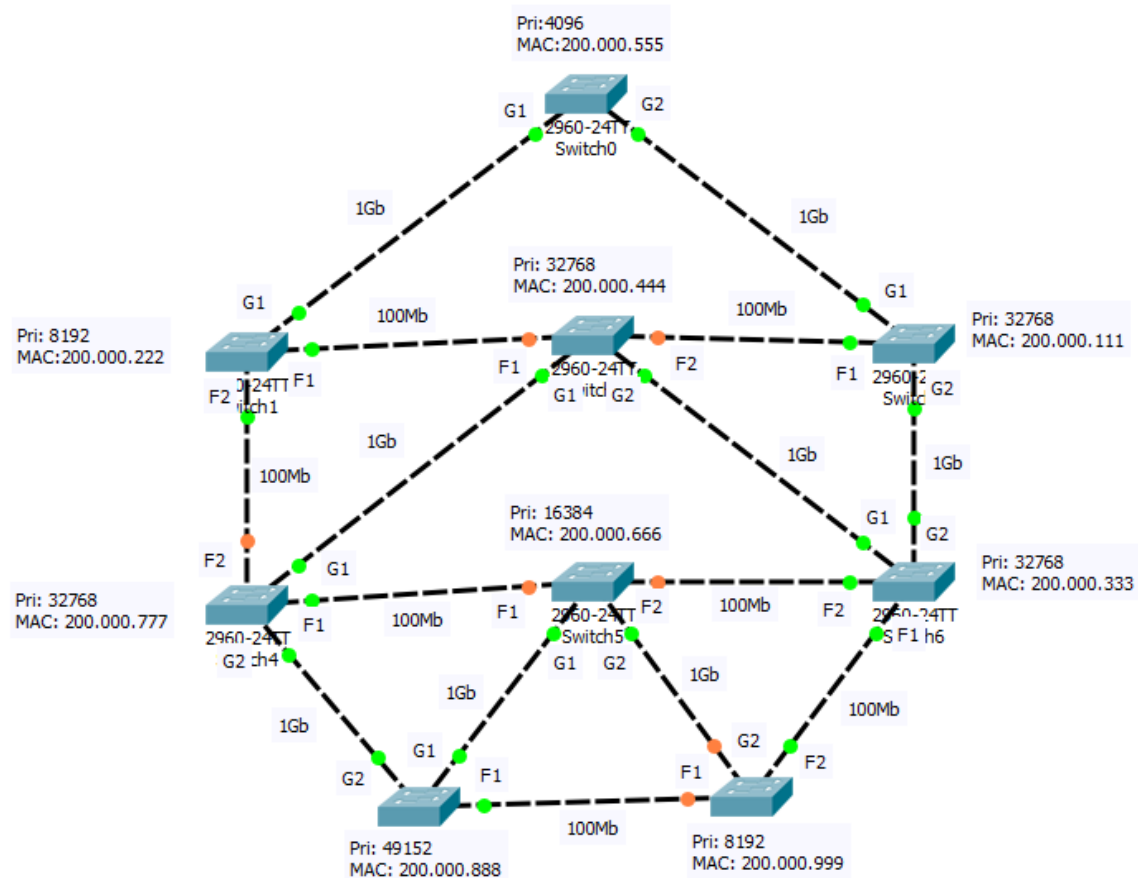 Pri:4096
MAC:200.000.555
G1
G2
2960-24TT
Switch0
1Gb
1Gb
Pri: 32768
MAC: 200.000.444
G1
G1
Pri: 8192
MAC:200.000.222
100Mb
100Mb
Pri: 32768
MAC: 200.000.111
F1
F1
F2
F1
2960-24TT
F2
G1
G2
G2
1Gb
1Gb
1Gb
100Mb
Pri: 16384
MAC: 200.000.666
G1
G2
F2
G1
Pri: 32768
MAC: 200.000.777
Pri: 32768
MAC: 200.000.333
F1
100Mb
F1
F2
100Mb
F2
2960-24TT
2960-24TT
Switch5
F1
G2
G1
G2
1Gb
1Gb
1Gb
100Mb
G2
G1
F1
F1
G2
F2
100Mb
Pri: 49152
MAC: 200.000.888
Pri: 8192
MAC: 200.000.999